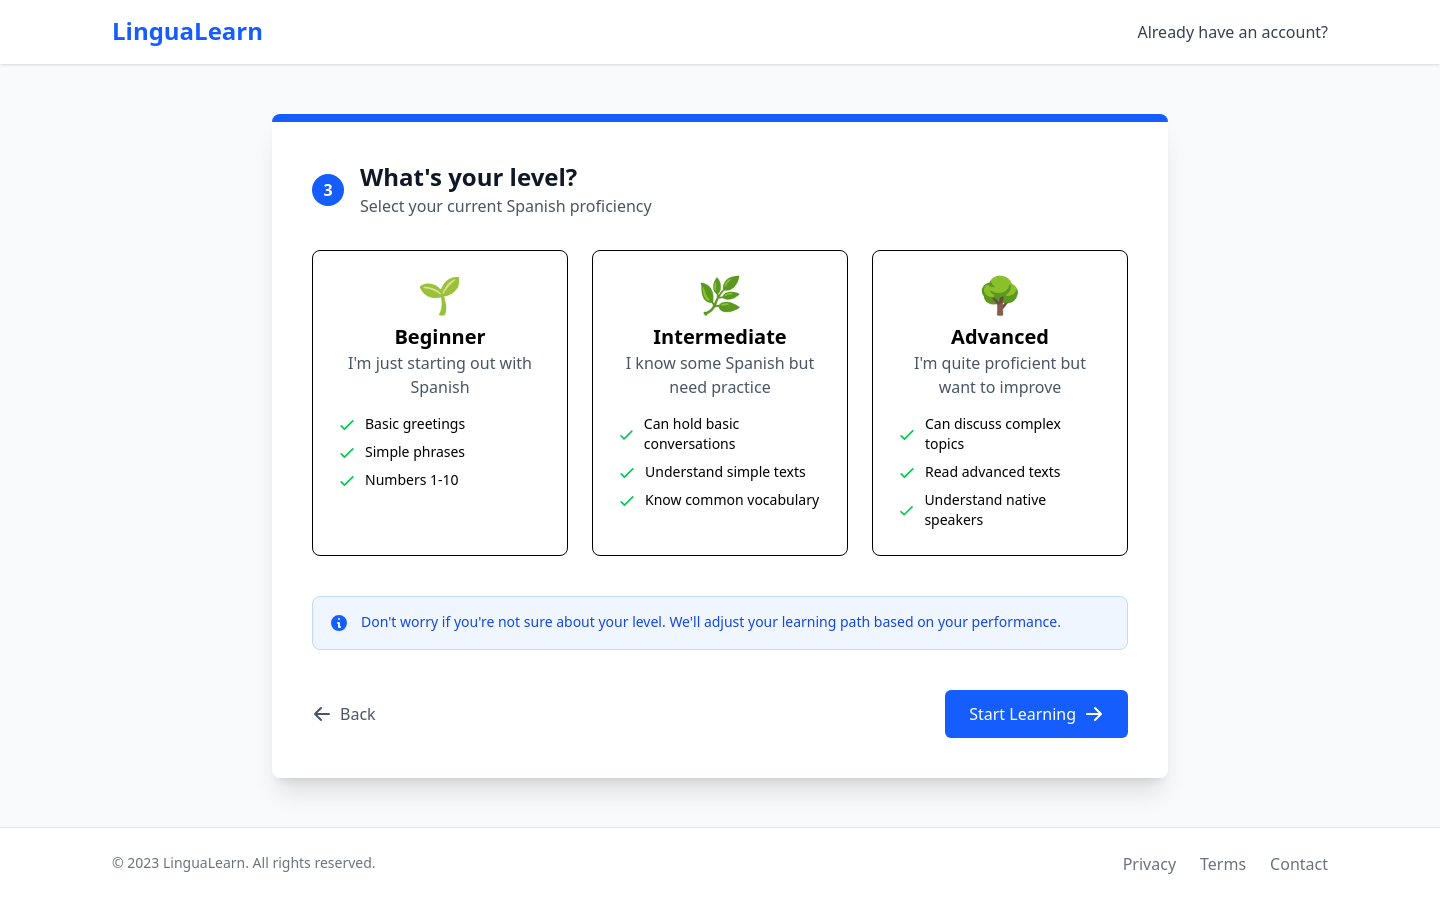 LinguaLearn
Already have an account?
3
What's your level?
Select your current Spanish proficiency
Beginner
I'm just starting out with
Spanish
Basic greetings
Simple phrases
Numbers 1-10
Intermediate
I know some Spanish but
need practice
Can hold basic
conversations
Understand simple texts
Know common vocabulary
Advanced
I'm quite proficient but
want to improve
Can discuss complex
topics
Read advanced texts
Understand native
speakers
Don't worry if you're not sure about your level. We'll adjust your learning path based on your performance.
Back
Start Learning
© 2023 LinguaLearn. All rights reserved.
Privacy
Terms
Contact